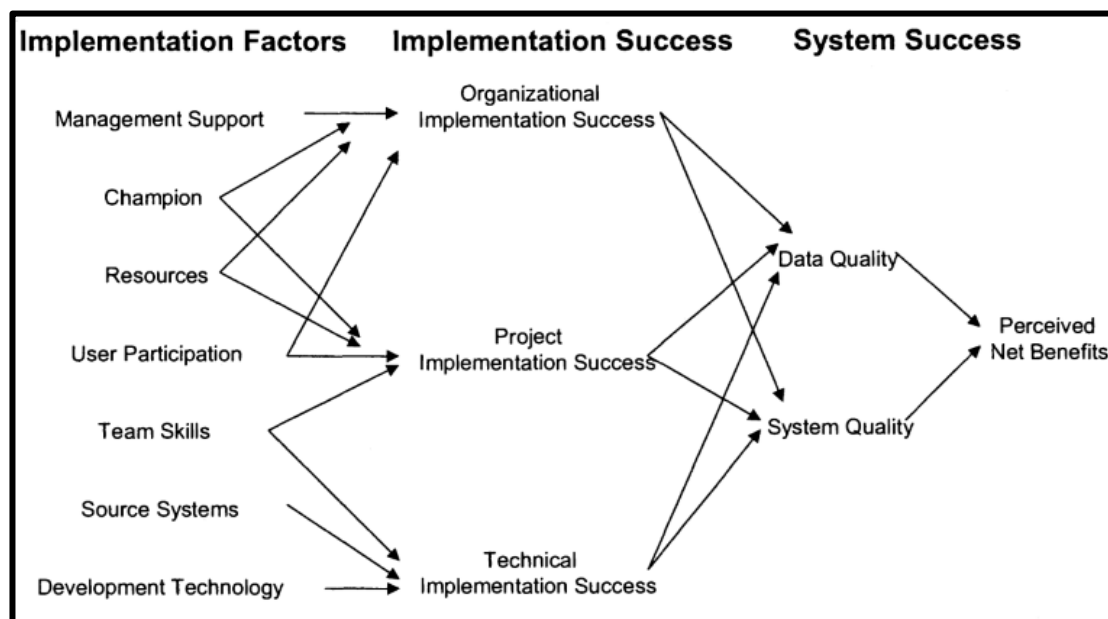 Implementation Factors
Implementation Success
System Success
Management Support
Champion
Resources
User Participation
Team Skills
Source Systems
Development Technology
Organizational
Implementation Success
Project
Implementation Success
Technical
Implementation Success
Data Quality
System Quality
Perceived
Net Benefits